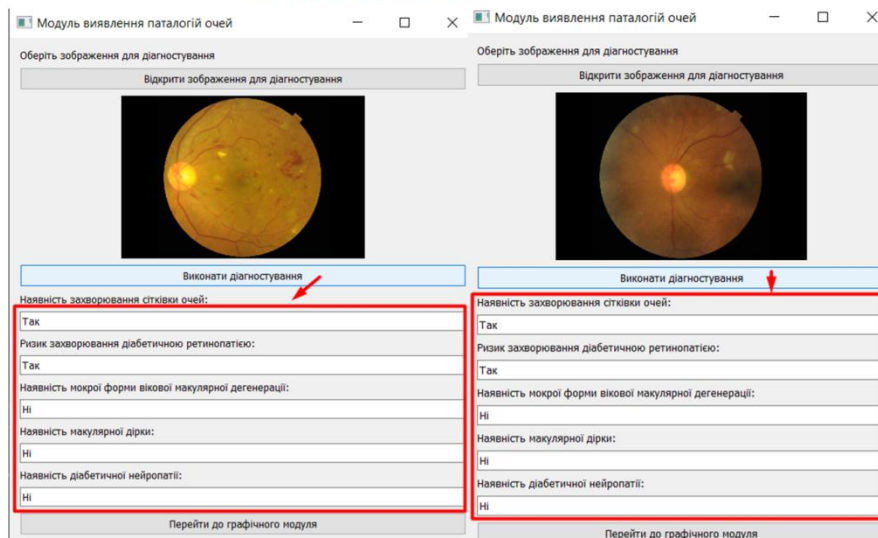 Модуль виявлення паталогій очей
Оберіть зображення для діагностування
Відкрити зображення для діагностування
Виконати діагностування
Наявність захворювання сітківки очей:
Так
Ризик захворювання діабетичною ретинопатією:
Так
Наявність мокрої форми вікової макулярної дегенерації:
Ні
Наявність макулярної дірки:
Ні
Наявність діабетичної нейропатії:
Ні
Перейти до графічного модуля
Модуль виявлення паталогій очей
Оберіть зображення для діагностування
Відкрити зображення для діагностування
Виконати діагностування
Наявність захворювання сітківки очей:
Так
Ризик захворювання діабетичною ретинопатією:
Так
Наявність мокрої форми вікової макулярної дегенерації:
Ні
Наявність макулярної дірки:
Ні
Наявність діабетичної нейропатії:
Ні
Перейти до графічного модуля